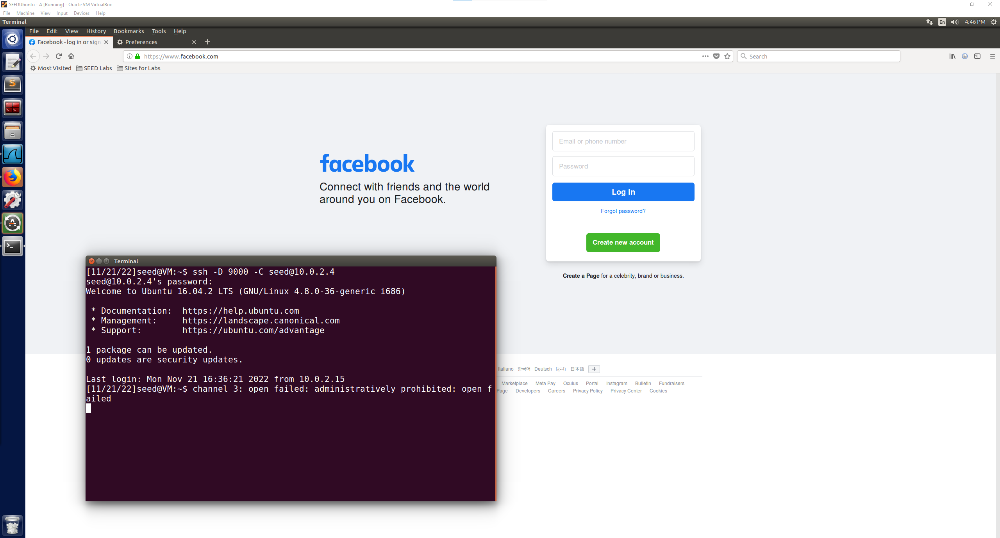 SEEDUbuntu - A [Running] - Oracle VM VirtualBox
File Machine View Input Devices Help
Terminal En 4:46 PM
File Edit View History Bookmarks Tools Help
Facebook - log in or sign Preferences
https://www.facebook.com Search
Most Visited SEED Labs Sites for Labs
facebook
Connect with friends and the world
around you on Facebook.
Email or phone number
Password
Log In
Forgot password?
Create new account
Create a Page for a celebrity, brand or business.
Terminal
[11/21/22]seed@VM:~$ ssh -D 9000 -C seed@10.0.2.4
seed@10.0.2.4's password:
Welcome to Ubuntu 16.04.2 LTS (GNU/Linux 4.8.0-36-generic i686)
* Documentation:  https://help.ubuntu.com
* Management:     https://landscape.canonical.com
* Support:        https://ubuntu.com/advantage
1 package can be updated.
0 updates are security updates.
Last login: Mon Nov 21 16:36:21 2022 from 10.0.2.15
[11/21/22]seed@VM:~$ channel 3: open failed: administratively prohibited: open f
ailed
Italiano 한국어 Deutsch हिन्दी 日本語
Marketplace Meta Pay Oculus Portal Instagram Bulletin Fundraisers
Page Developers Careers Privacy Policy Privacy Center Cookies